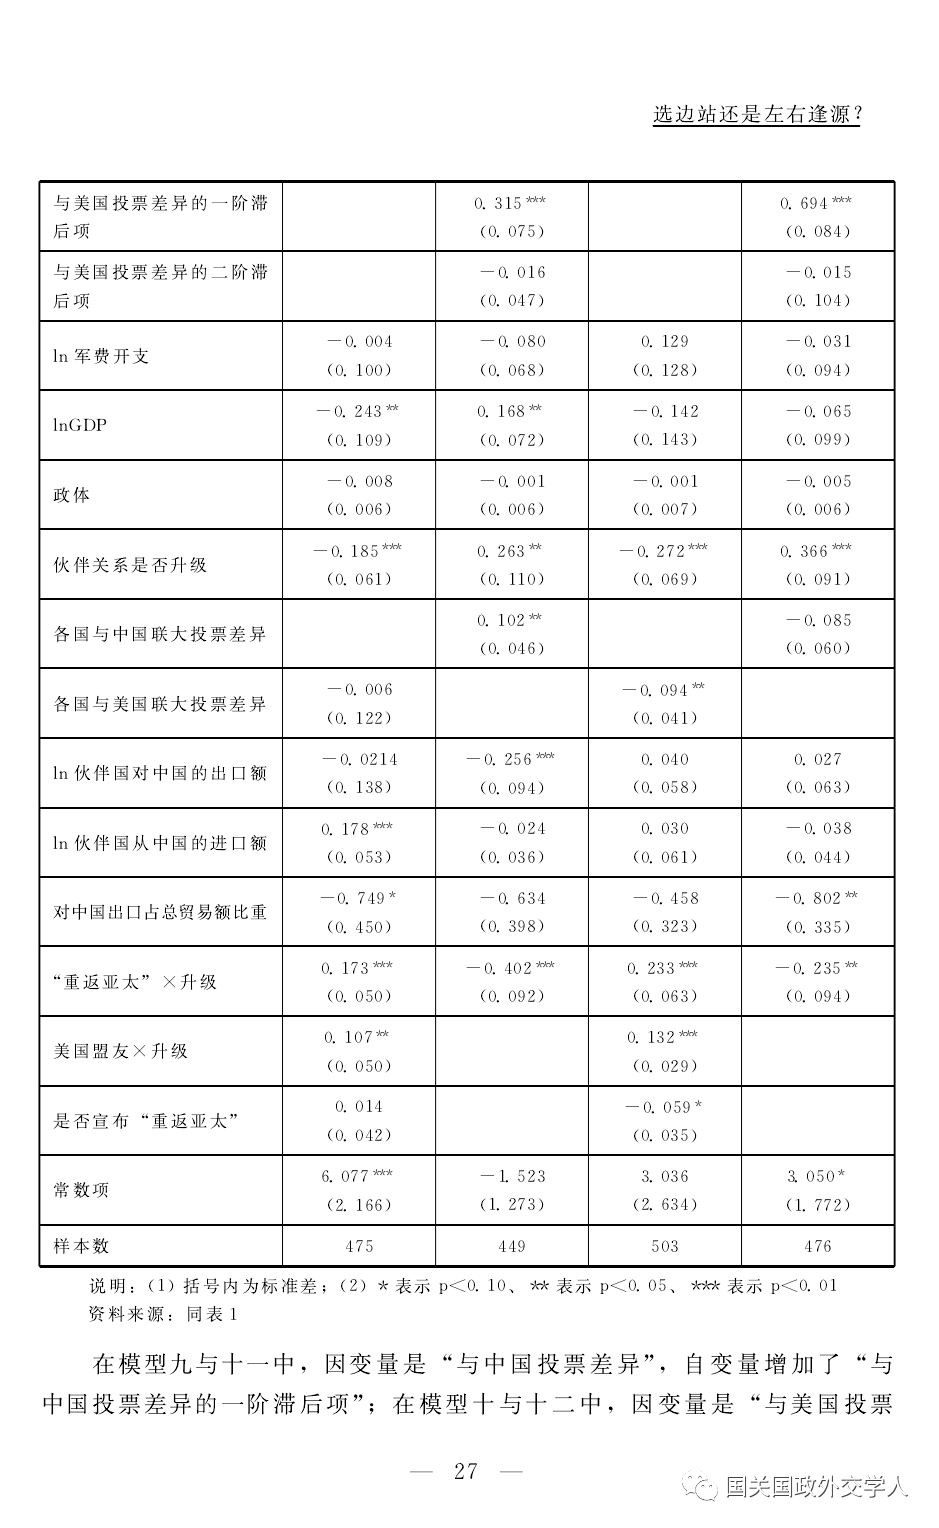 选边站还是左右逢源?
与美国投票差异的一阶滞 0.315*** 0.694***
后项 (0.075) (0.084)
与美国投票差异的二阶滞 －0.016 －0.015
后项 (0.047) (0.104)
ln 军费开支 －0.004 －0.080 0.129 －0.031
(0.100) (0.068) (0.128) (0.094)
lnGDP －0.243** 0.168** －0.142 －0.065
(0.109) (0.072) (0.143) (0.099)
政体 －0.008 －0.001 －0.001 －0.005
(0.006) (0.006) (0.007) (0.006)
伙伴关系是否升级 －0.185*** 0.263** －0.272*** 0.366***
(0.061) (0.110) (0.069) (0.091)
各国与中国联大投票差异 0.102** －0.085
(0.046) (0.060)
各国与美国联大投票差异 －0.006 －0.094**
(0.122) (0.041)
ln 伙伴国对中国的出口额 －0.0214 －0.256*** 0.040 0.027
(0.138) (0.094) (0.058) (0.063)
ln 伙伴国从中国的进口额 0.178*** －0.024 0.030 －0.038
(0.053) (0.036) (0.061) (0.044)
对中国出口占总贸易额比重 －0.749* －0.634 －0.458 －0.802**
(0.450) (0.398) (0.323) (0.335)
“重返亚太”×升级 0.173*** －0.402*** 0.233*** －0.235**
(0.050) (0.092) (0.063) (0.094)
美国盟友×升级 0.107** 0.132***
(0.050) (0.029)
是否宣布“重返亚太” 0.014 －0.059*
(0.042) (0.035)
常数项 6.077*** －1.523 3.036 3.050*
(2.166) (1.273) (2.634) (1.772)
样本数 475 449 503 476
说明：(1) 括号内为标准差；(2) * 表示 p<0.10、** 表示 p<0.05、*** 表示 p<0.01
资料来源：同表 1
在模型九与十一中，因变量是“与中国投票差异”，自变量增加了“与
中国投票差异的一阶滞后项”；在模型十与十二中，因变量是“与美国投票
— 27 —
国关国政外交学人